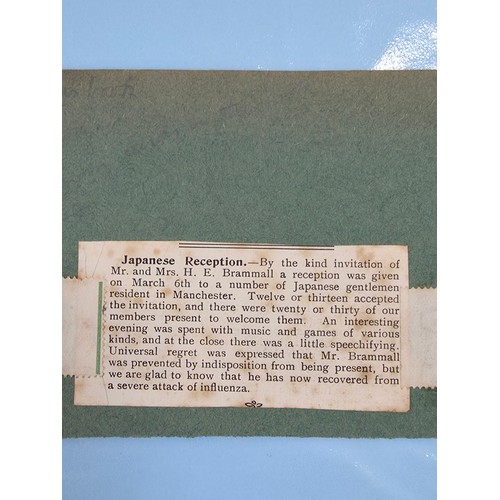 Japanese Reception.—By the kind invitation of
Mr. and Mrs. H. E. Brammall a reception was given
on March 6th to a number of Japanese gentlemen
resident in Manchester. Twelve or thirteen accepted
the invitation, and there were twenty or thirty of our
members present to welcome them. An interesting
evening was spent with music and games of various
kinds, and at the close there was a little speechifying.
Universal regret was expressed that Mr. Brammall
was prevented by indisposition from being present, but
we are glad to know that he has now recovered from
a severe attack of influenza.